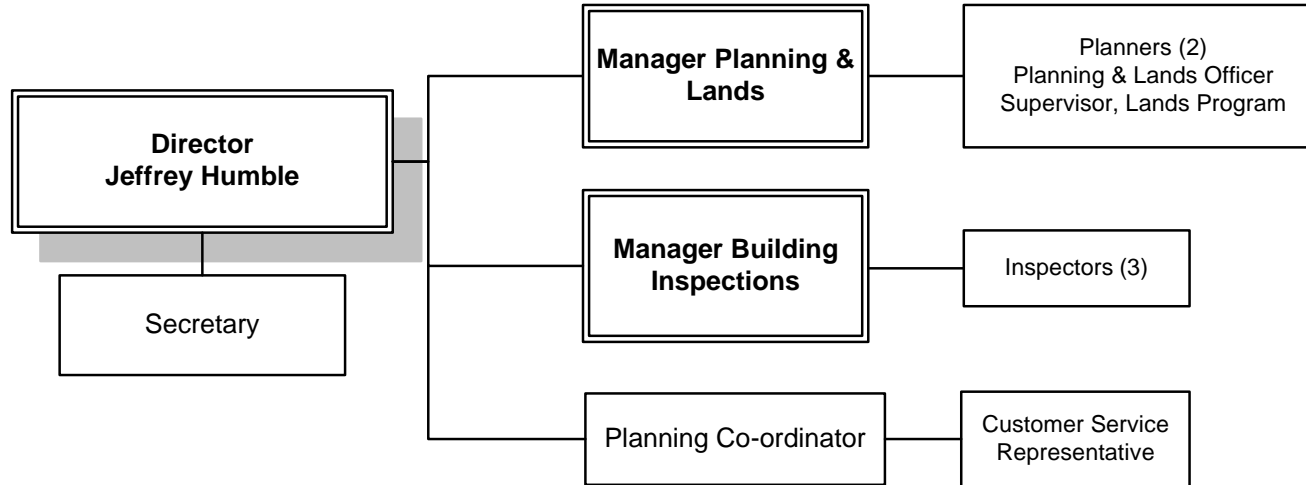 Director
Jeffrey Humble
Secretary
Manager Planning &
Lands
Planners (2)
Planning & Lands Officer
Supervisor, Lands Program
Manager Building
Inspections
Inspectors (3)
Planning Co-ordinator
Customer Service
Representative